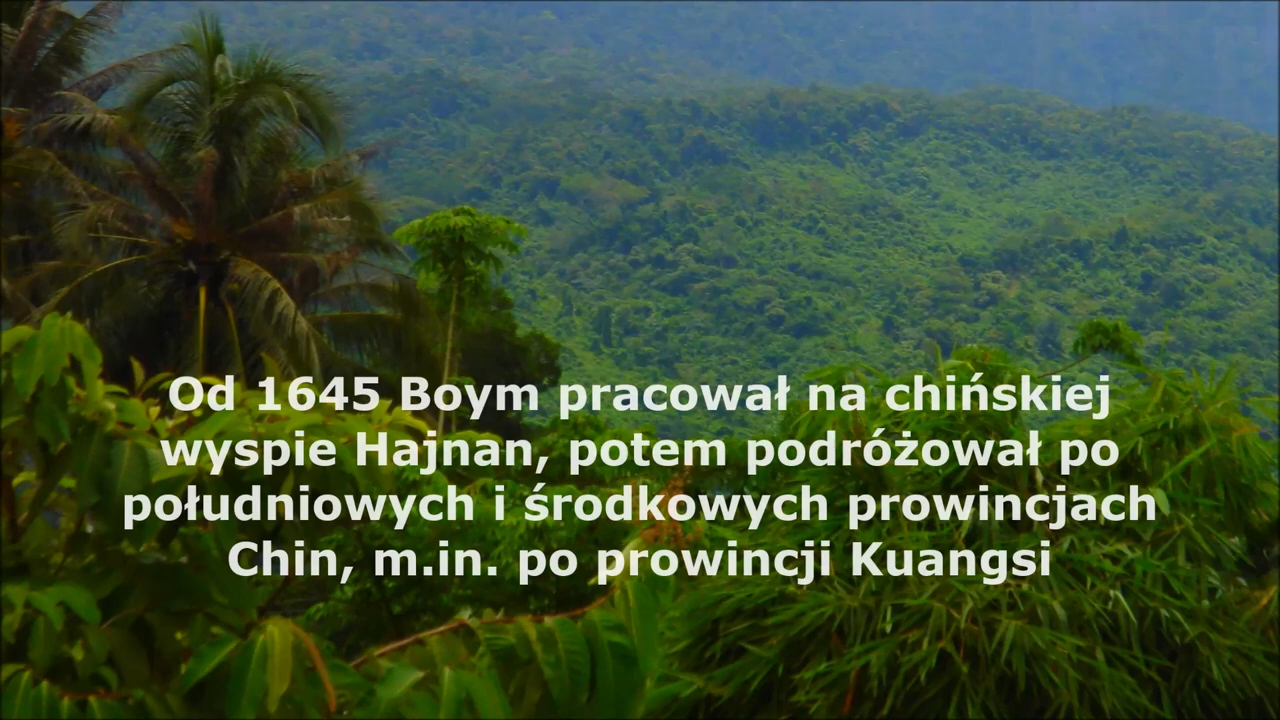 Od 1645 Boym pracował na chińskiej
wyspie Hajnan, potem podróżował po
południowych i środkowych prowincjach
Chin, m.in. po prowincji Kuangsi